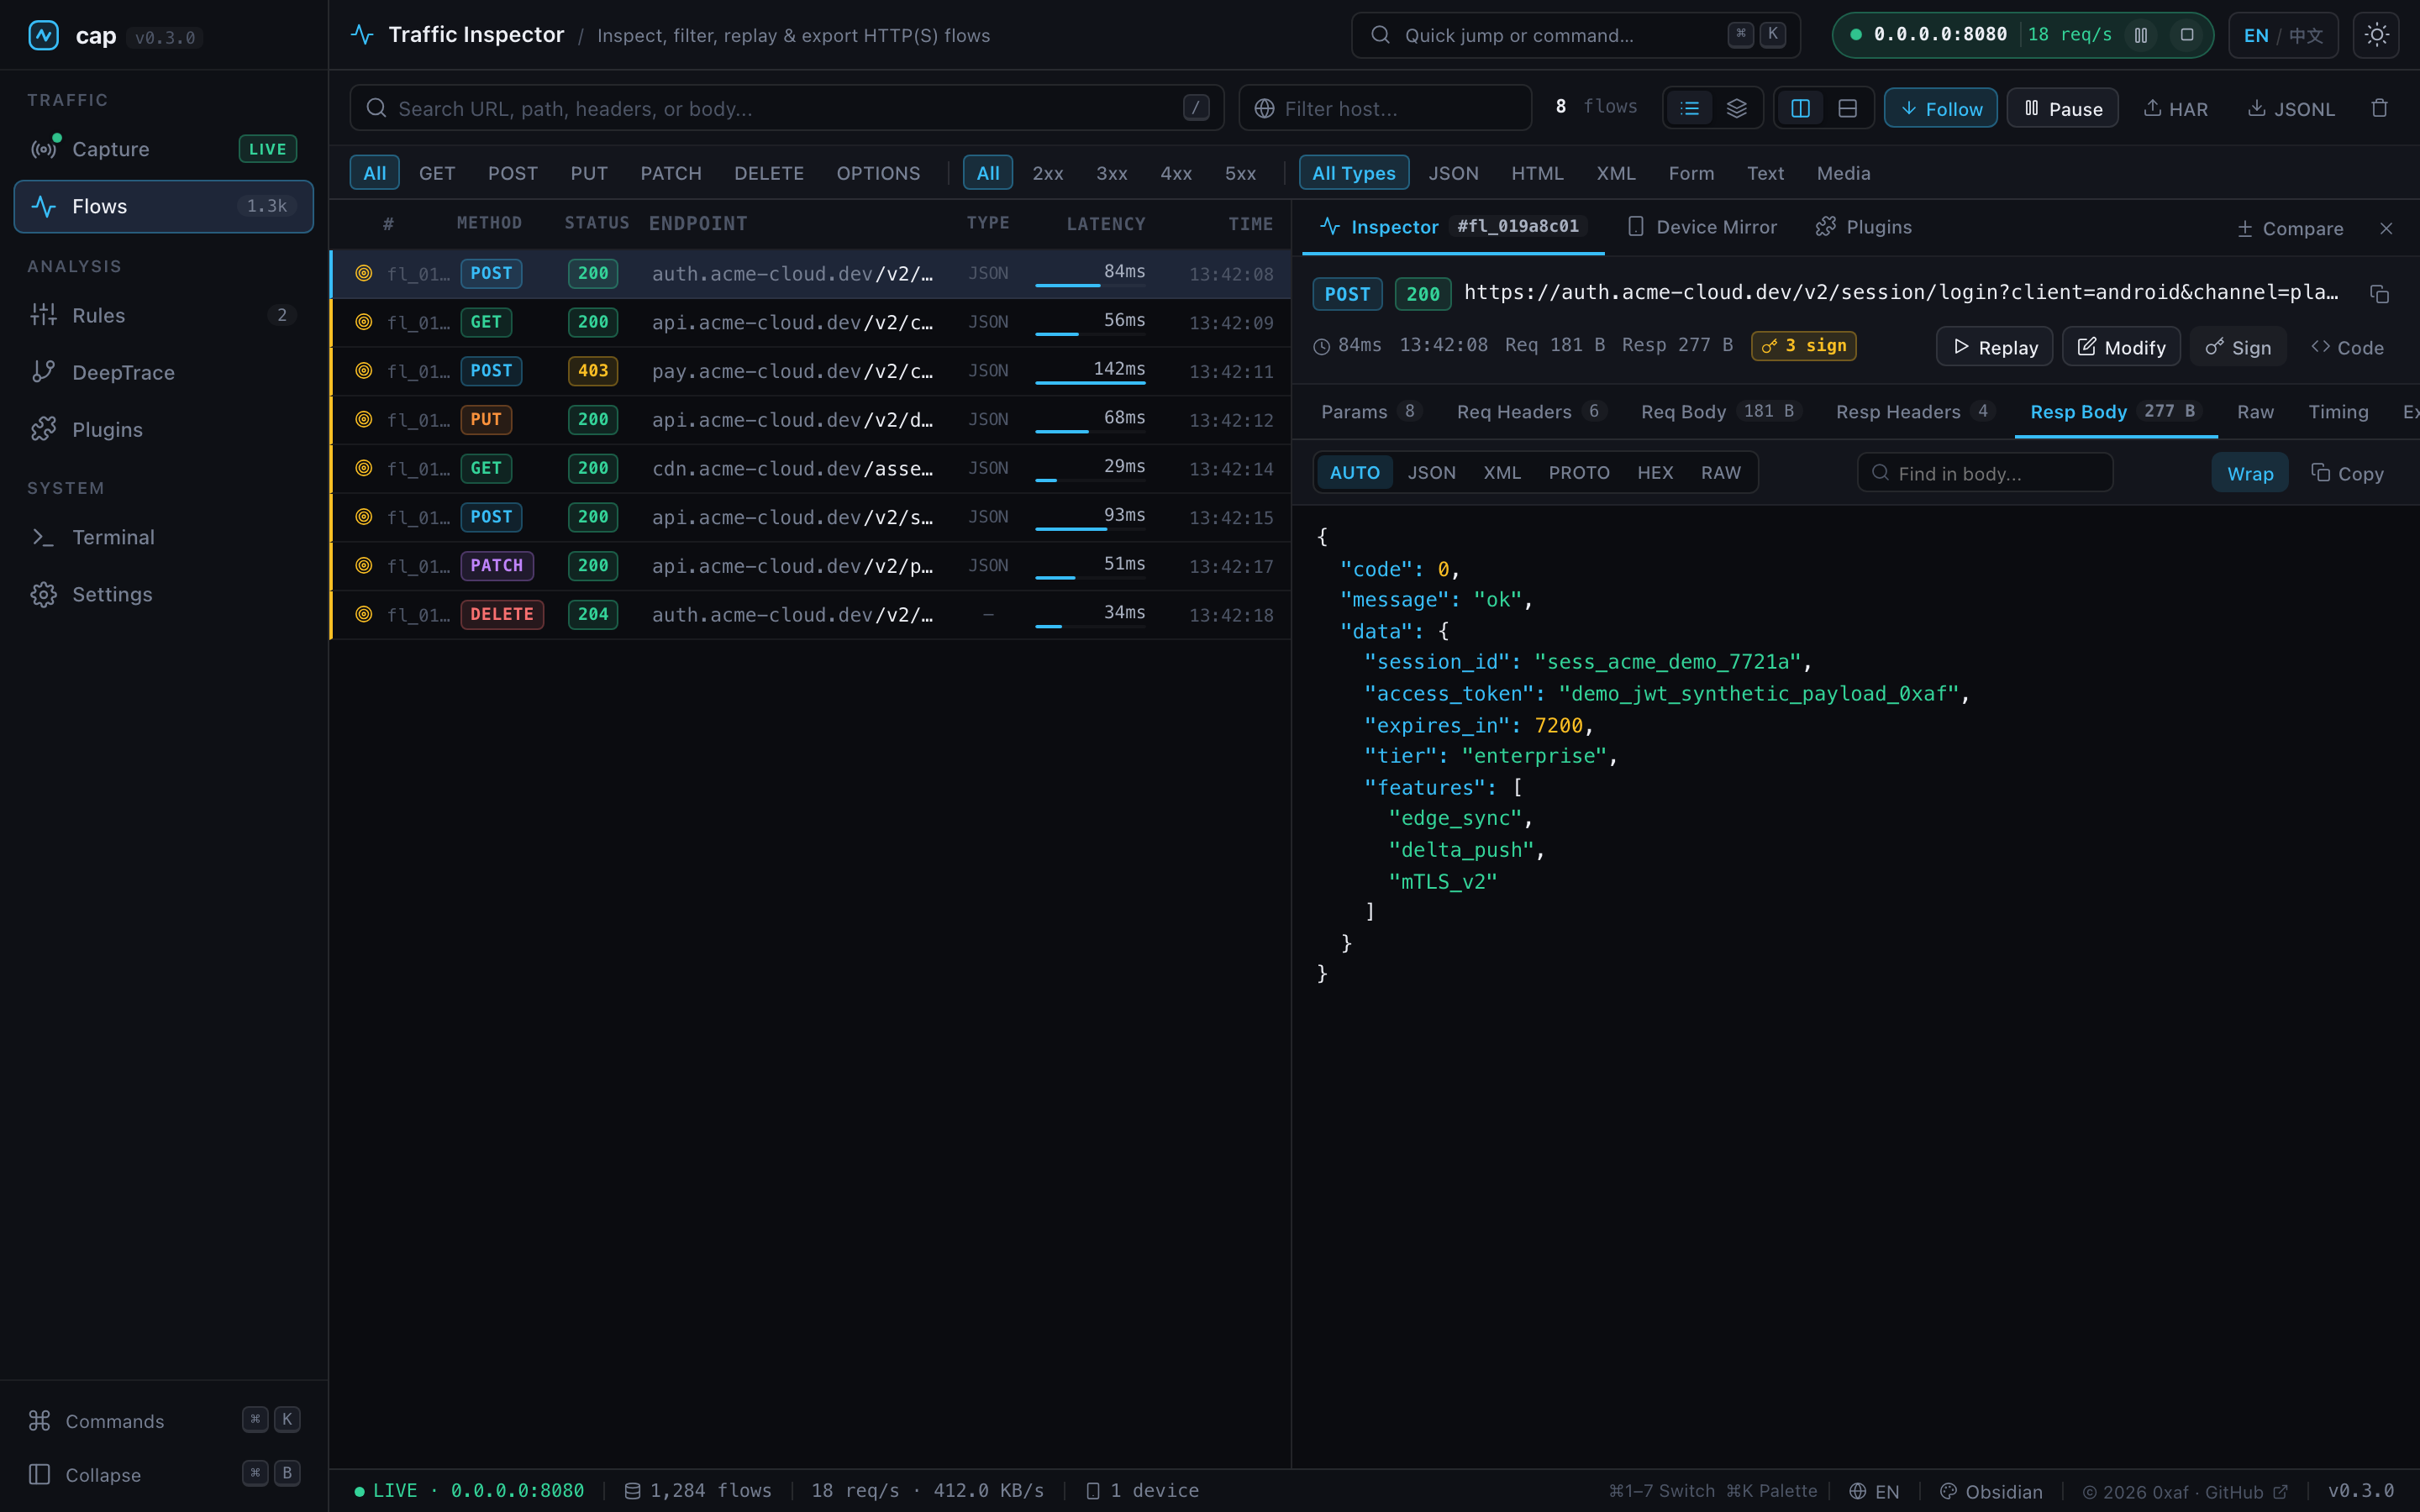 cap v0.3.0
Traffic Inspector / Inspect, filter, replay & export HTTP(S) flows
Quick jump or command... ⌘ K
0.0.0.0:8080 18 req/s
EN / 中文
TRAFFIC
Capture LIVE
Flows 1.3k
ANALYSIS
Rules 2
DeepTrace
Plugins
SYSTEM
Terminal
Settings
Commands ⌘ K
Collapse ⌘ B
Search URL, path, headers, or body... /
Filter host...
8 flows
Follow
Pause
HAR
JSONL
All GET POST PUT PATCH DELETE OPTIONS All 2xx 3xx 4xx 5xx All Types JSON HTML XML Form Text Media
# METHOD STATUS ENDPOINT TYPE LATENCY TIME
fl_01… POST 200 auth.acme-cloud.dev/v2/… JSON 84ms 13:42:08
fl_01… GET 200 api.acme-cloud.dev/v2/c… JSON 56ms 13:42:09
fl_01… POST 403 pay.acme-cloud.dev/v2/c… JSON 142ms 13:42:11
fl_01… PUT 200 api.acme-cloud.dev/v2/d… JSON 68ms 13:42:12
fl_01… GET 200 cdn.acme-cloud.dev/asse… JSON 29ms 13:42:14
fl_01… POST 200 api.acme-cloud.dev/v2/s… JSON 93ms 13:42:15
fl_01… PATCH 200 api.acme-cloud.dev/v2/p… JSON 51ms 13:42:17
fl_01… DELETE 204 auth.acme-cloud.dev/v2/… — 34ms 13:42:18
Inspector #fl_019a8c01 Device Mirror Plugins Compare
POST 200 https://auth.acme-cloud.dev/v2/session/login?client=android&channel=pla…
84ms 13:42:08 Req 181 B Resp 277 B 3 sign Replay Modify Sign Code
Params 8 Req Headers 6 Req Body 181 B Resp Headers 4 Resp Body 277 B Raw Timing Ex
AUTO JSON XML PROTO HEX RAW Find in body... Wrap Copy
{
"code": 0,
"message": "ok",
"data": {
"session_id": "sess_acme_demo_7721a",
"access_token": "demo_jwt_synthetic_payload_0xaf",
"expires_in": 7200,
"tier": "enterprise",
"features": [
"edge_sync",
"delta_push",
"mTLS_v2"
]
}
}
LIVE · 0.0.0.0:8080 1,284 flows 18 req/s · 412.0 KB/s 1 device ⌘1–7 Switch ⌘K Palette EN Obsidian © 2026 0xaf · GitHub v0.3.0